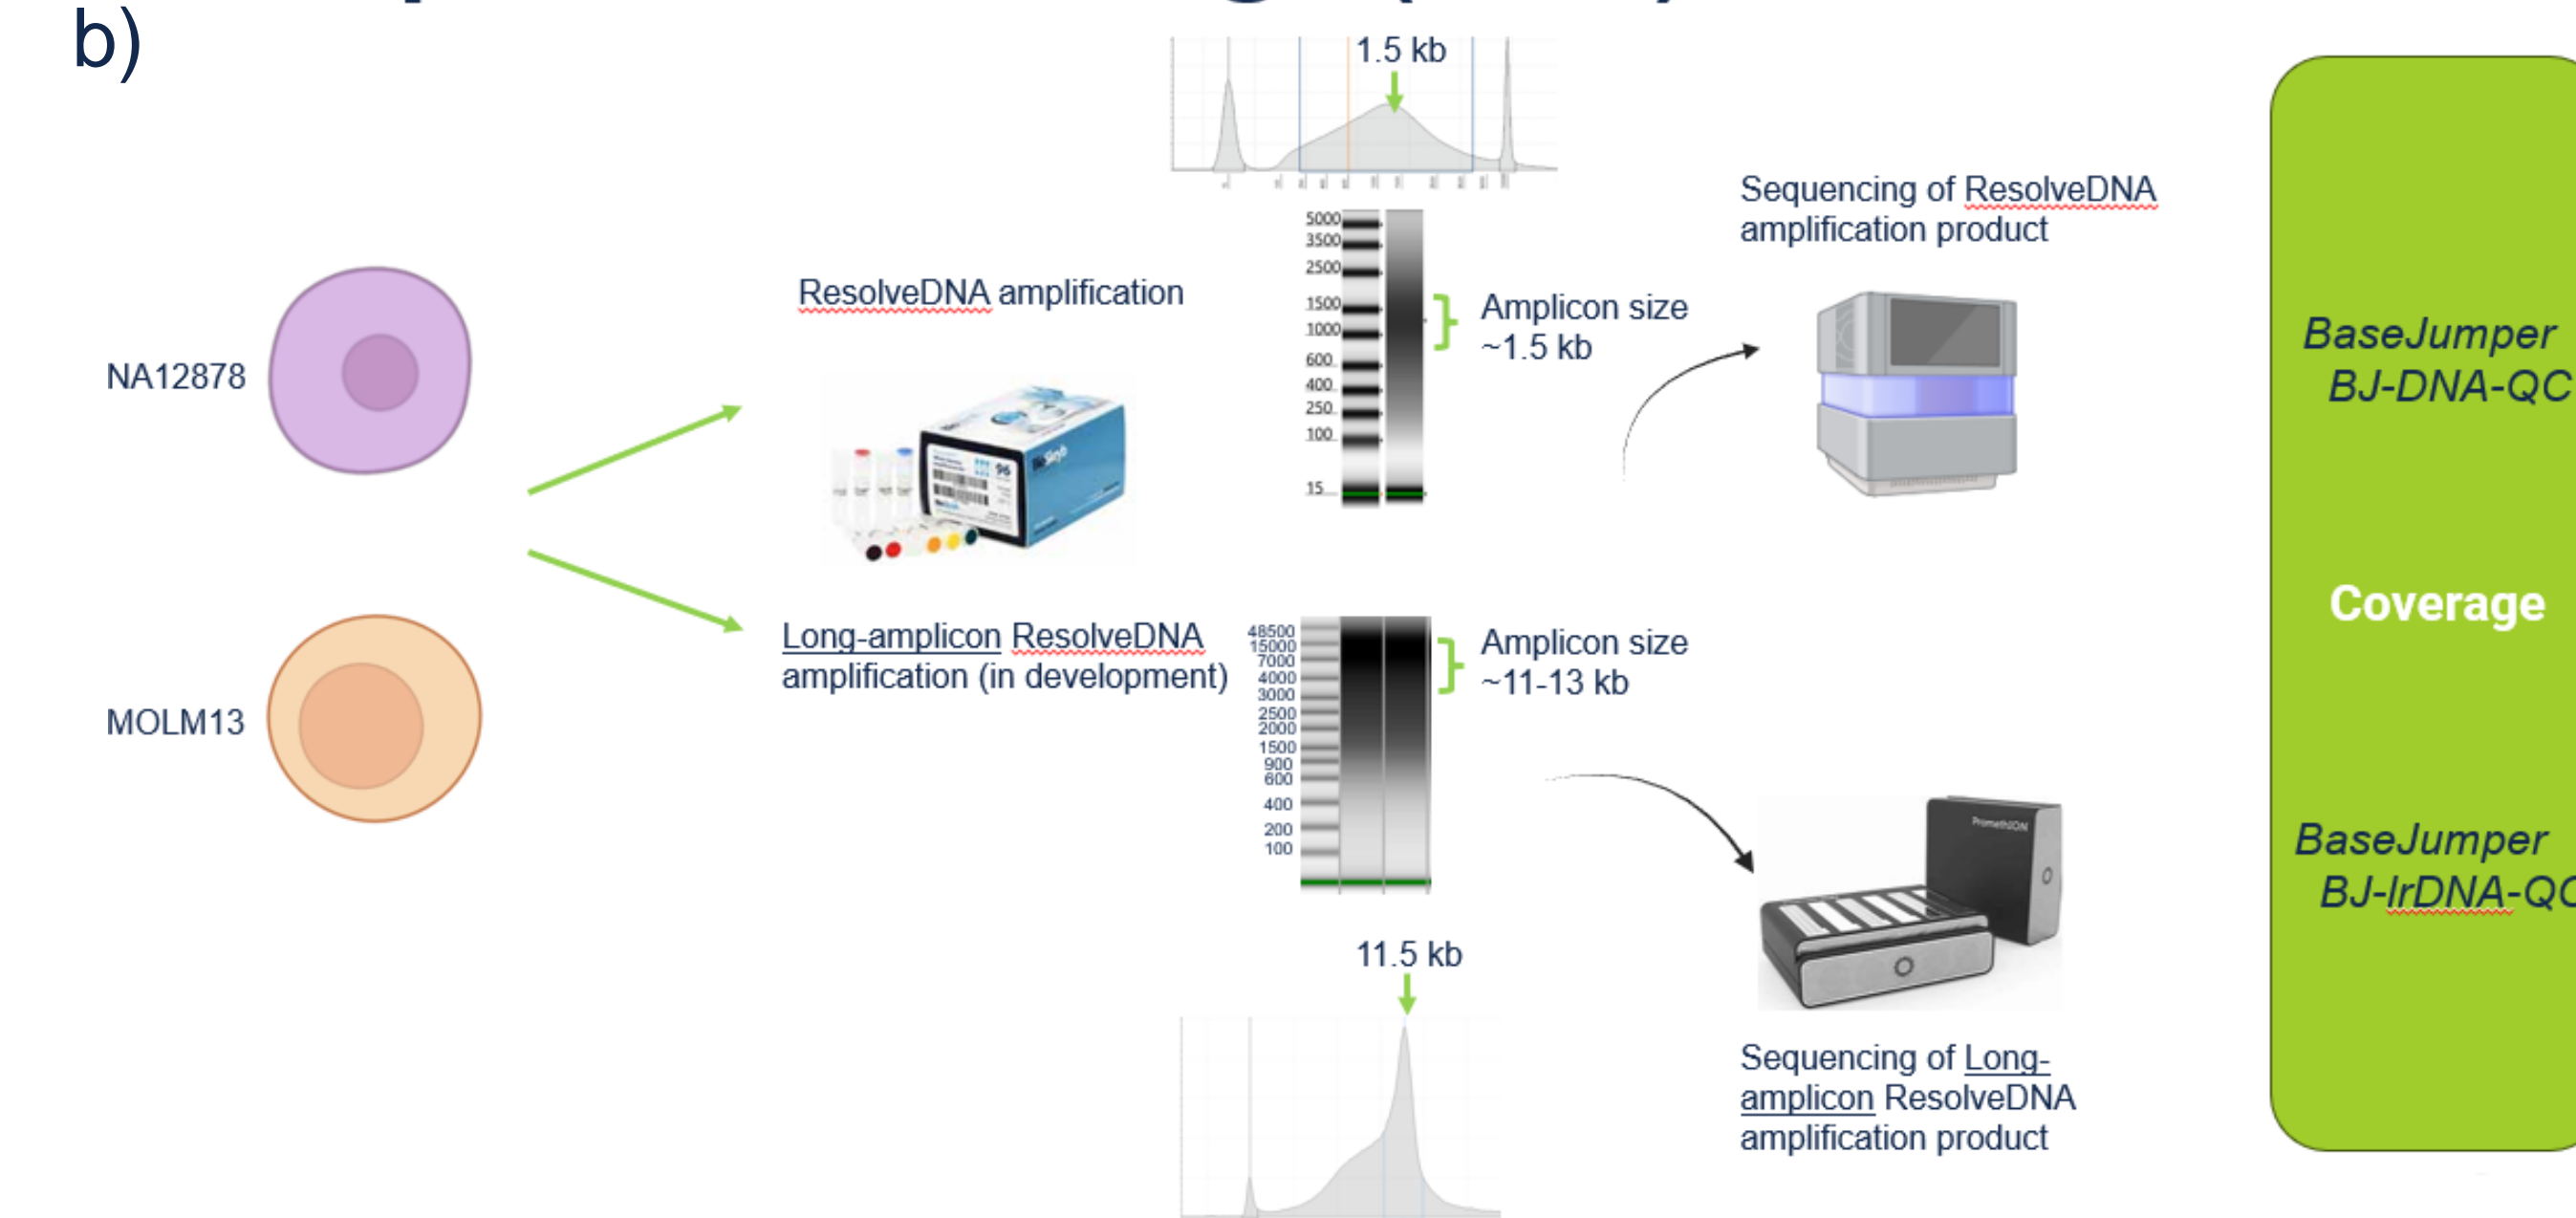 b)
1.5 kb
5000
3500
2500
1500
1000
600
400
250
100
15
Sequencing of ResolveDNA
amplification product
ResolveDNA amplification
Amplicon size
~1.5 kb
NA12878
BioSkryb
96
BaseJumper
BJ-DNA-QC
Coverage
BaseJumper
BJ-lrDNA-QC
Long-amplicon ResolveDNA
amplification (in development)
48500
15000
7000
4000
3000
2500
2000
1500
900
600
400
200
100
Amplicon size
~11-13 kb
MOLM13
PromethION
11.5 kb
Sequencing of Long-
amplicon ResolveDNA
amplification product